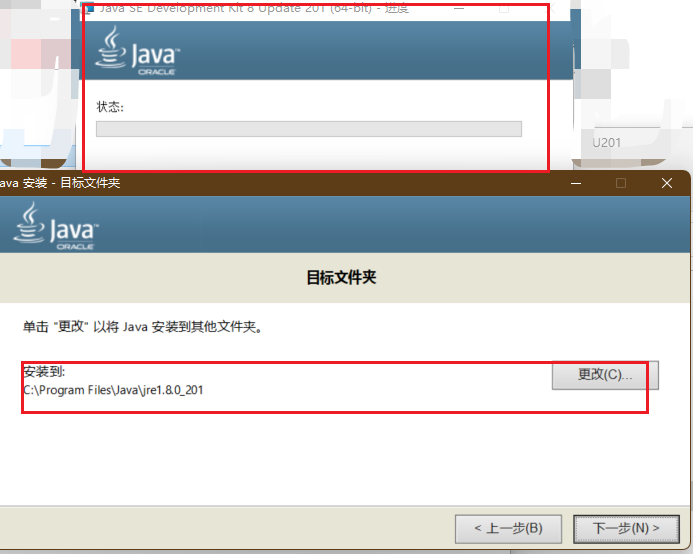 Java SE Development Kit 8 Update 201 (64-bit) - 进度
Java™
ORACLE
状态:
U201
ava 安装 - 目标文件夹
Java™
ORACLE
目标文件夹
单击 "更改" 以将 Java 安装到其他文件夹。
安装到:
更改(C)...
C:\Program Files\Java\jre1.8.0_201
< 上一步(B)
下一步(N) >